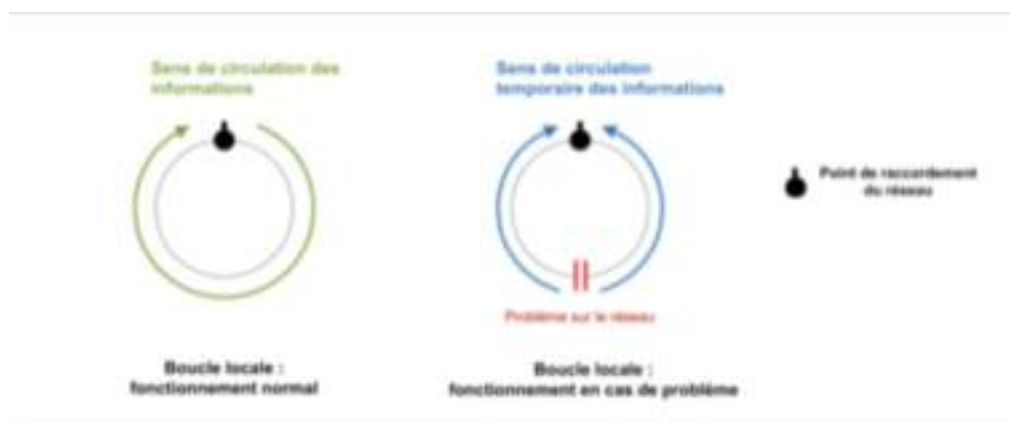 Sens de circulation des
informations
Sens de circulation
temporaire des informations
Point de raccordement
du réseau
Problème sur le réseau
Boucle locale :
fonctionnement normal
Boucle locale :
fonctionnement en cas de problème